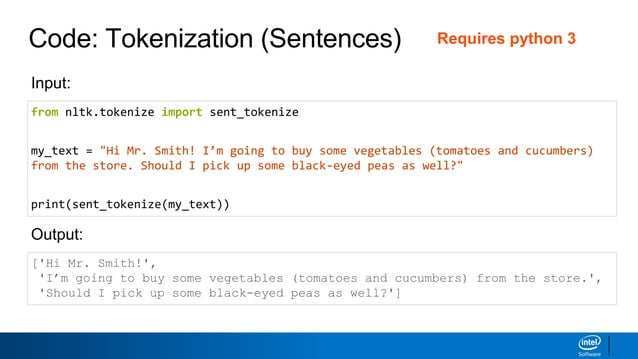 Code: Tokenization (Sentences)
Requires python 3
Input:
from nltk.tokenize import sent_tokenize
my_text = "Hi Mr. Smith! I’m going to buy some vegetables (tomatoes and cucumbers)
from the store. Should I pick up some black-eyed peas as well?"
print(sent_tokenize(my_text))
Output:
['Hi Mr. Smith!',
'I’m going to buy some vegetables (tomatoes and cucumbers) from the store.',
'Should I pick up some black-eyed peas as well?']
intel
Software